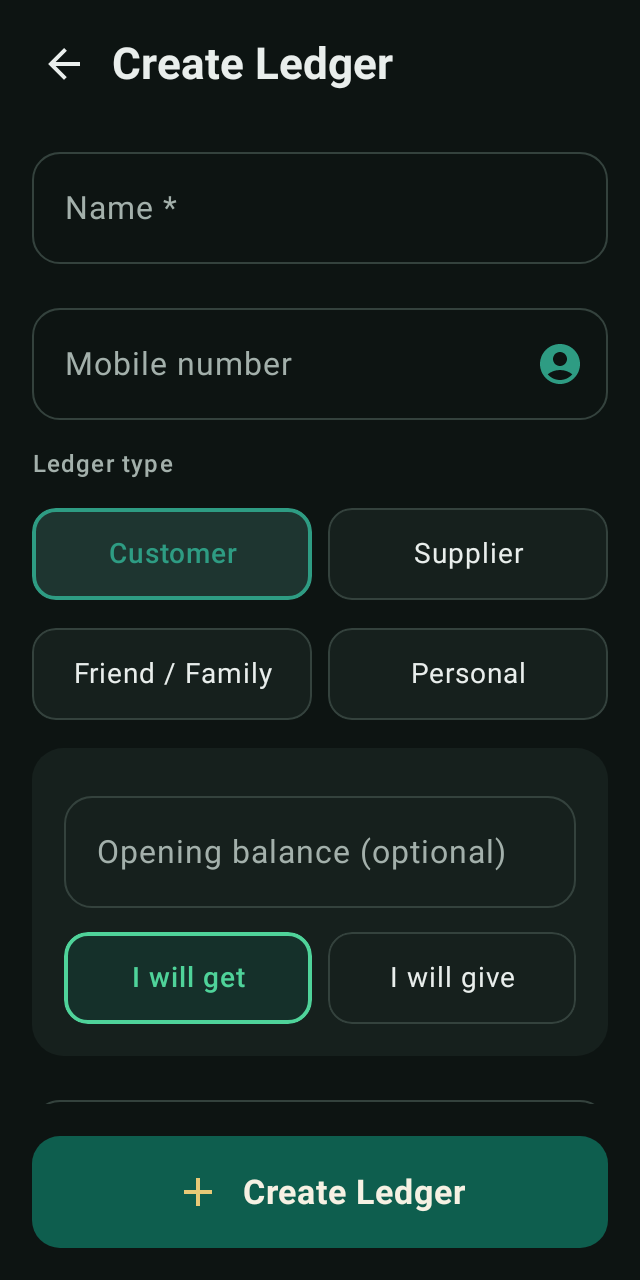 Create Ledger
Name *
Mobile number
Ledger type
Customer
Supplier
Friend / Family
Personal
Opening balance (optional)
I will get
I will give
Create Ledger